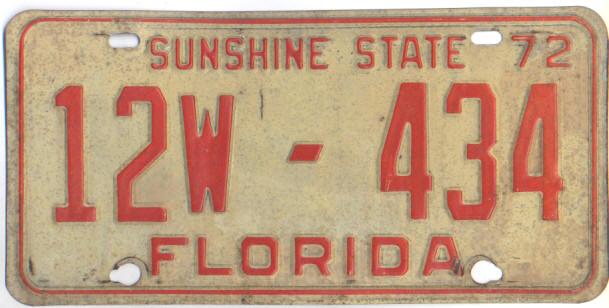 SUNSHINE STATE 72
12W - 434
FLORIDA